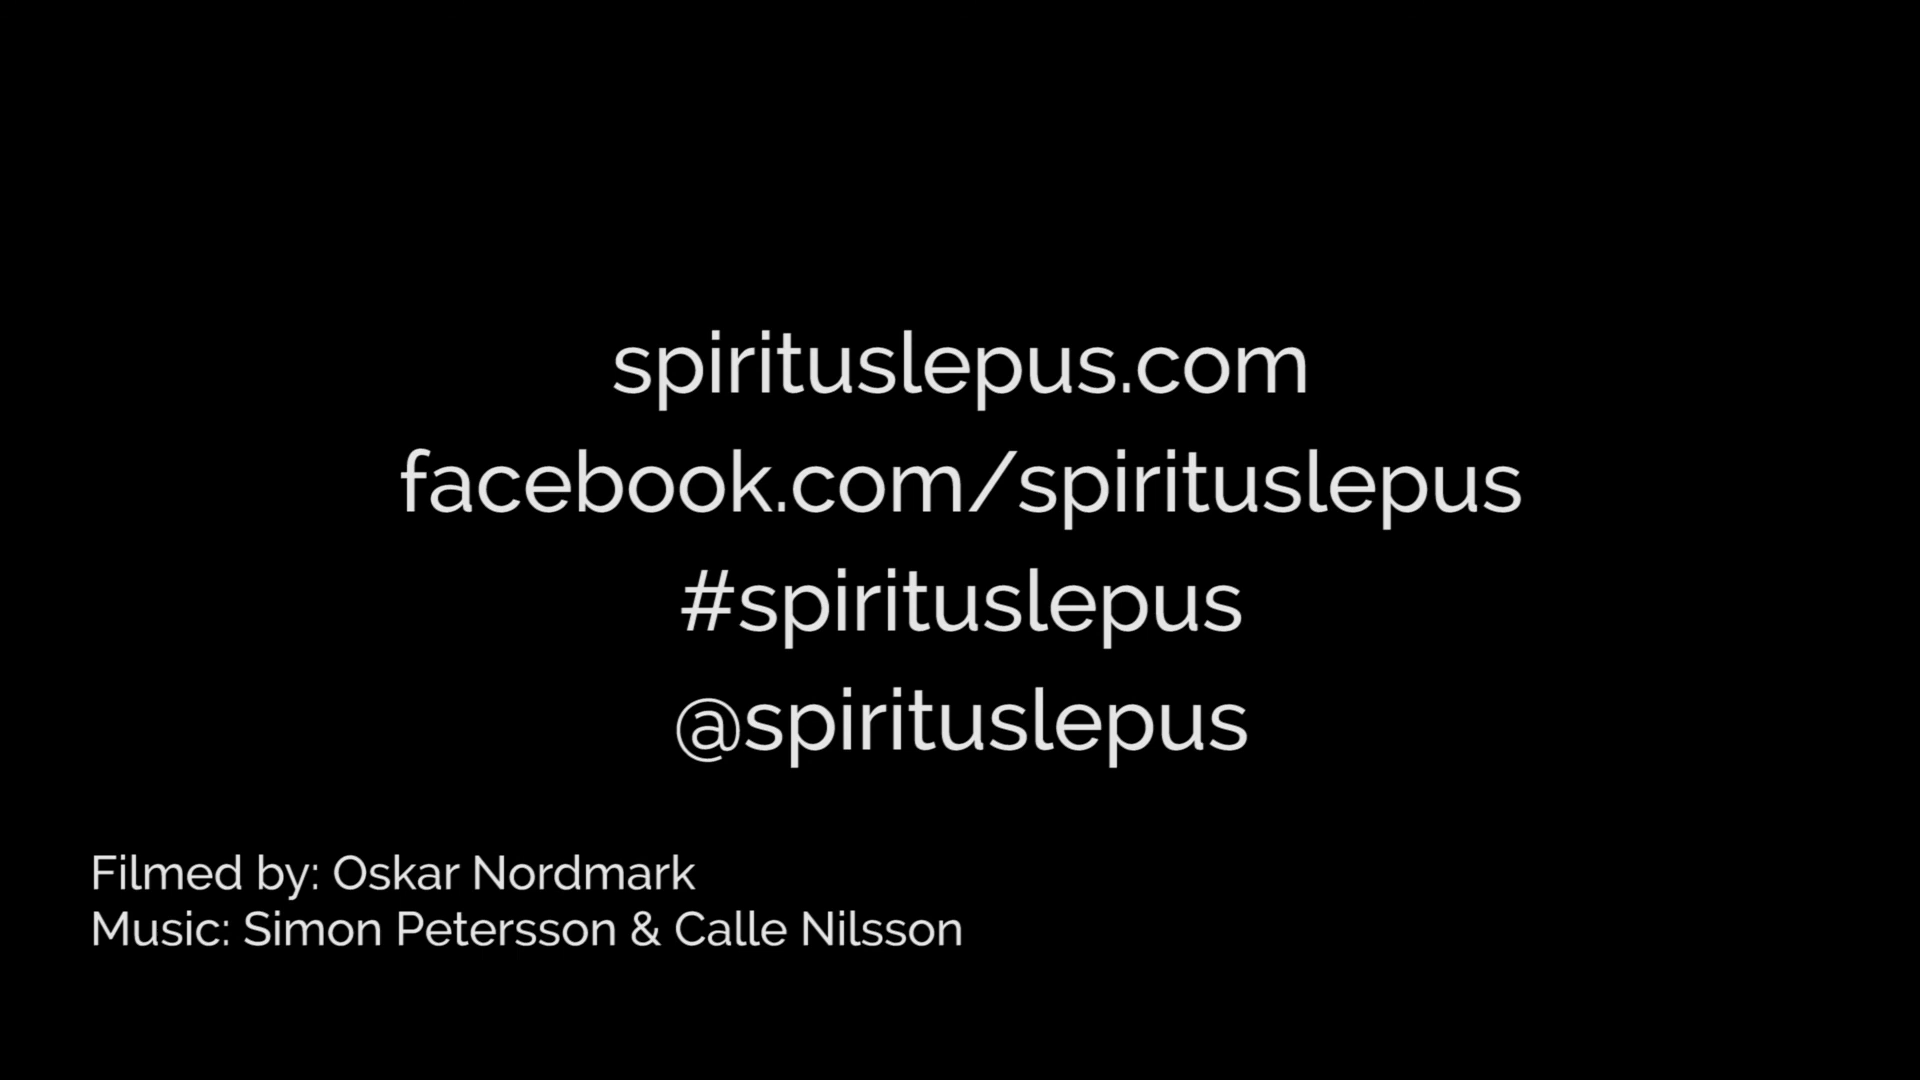 spirituslepus.com
facebook.com/spirituslepus
#spirituslepus
@spirituslepus
Filmed by: Oskar Nordmark
Music: Simon Petersson & Calle Nilsson